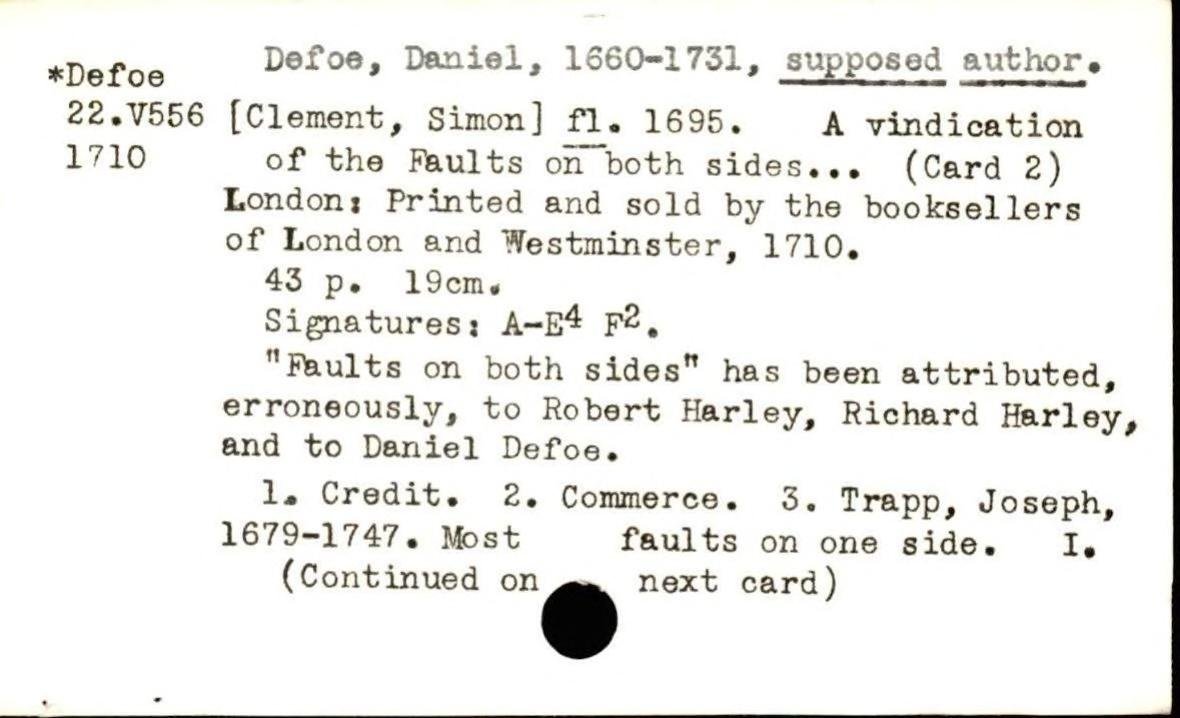 Defoe, Daniel, 1660-1731, supposed author.
*Defoe
22.V556 [Clement, Simon] fl. 1695. A vindication
1710 of the Faults on both sides... (Card 2)
London: Printed and sold by the booksellers
of London and Westminster, 1710.
43 p. 19cm.
Signatures: A-E⁴ F².
"Faults on both sides" has been attributed,
erroneously, to Robert Harley, Richard Harley,
and to Daniel Defoe.
1. Credit. 2. Commerce. 3. Trapp, Joseph,
1679-1747. Most faults on one side. I.
(Continued on next card)